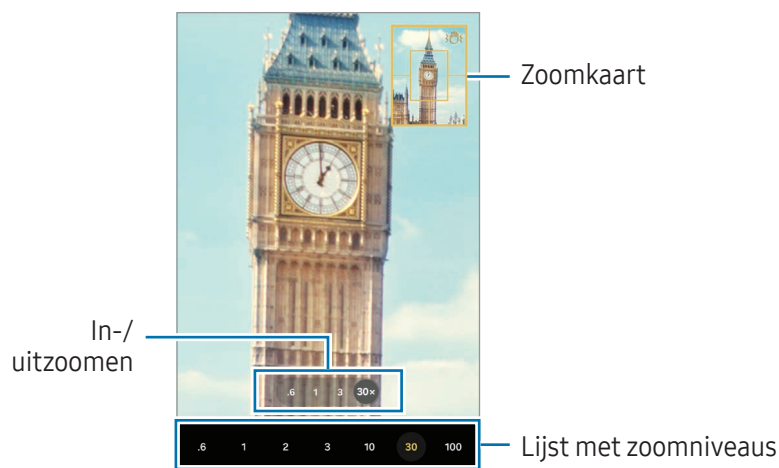 Zoomkaart
In-/
uitzoomen
.6 1 3 30×
.6 1 2 3 10 30 100
Lijst met zoomniveaus